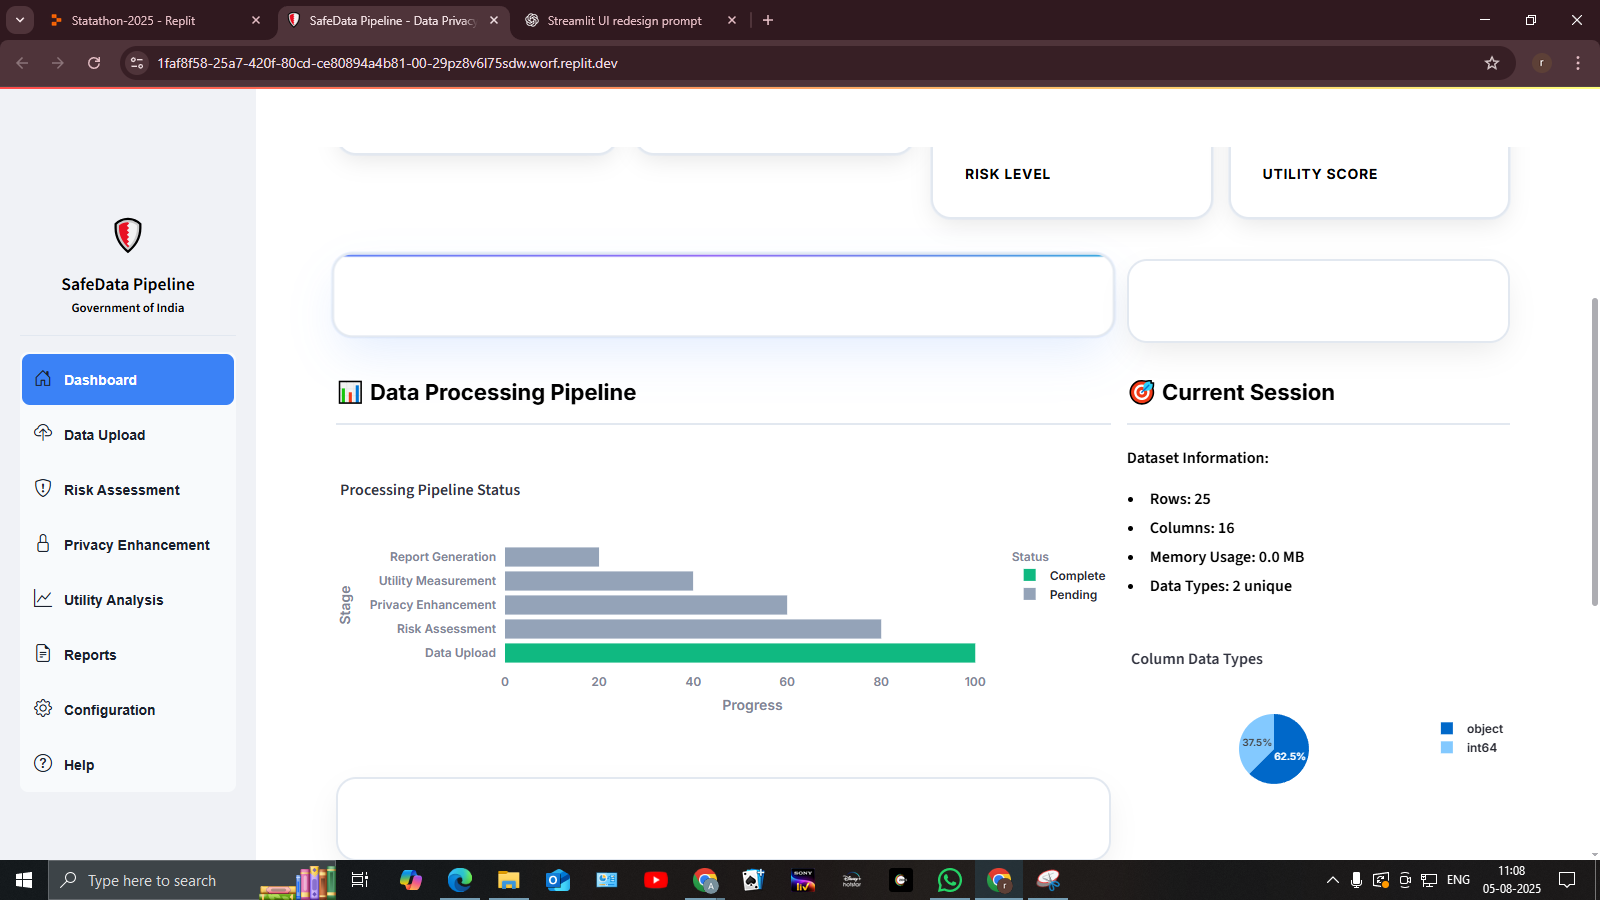 Statathon-2025 - Replit
SafeData Pipeline - Data Privac
Streamlit UI redesign prompt
1faf8f58-25a7-420f-80cd-ce80894a4b81-00-29pz8v6l75sdw.worf.replit.dev
r
RISK LEVEL
UTILITY SCORE
SafeData Pipeline
Government of India
Dashboard
Data Upload
Risk Assessment
Privacy Enhancement
Utility Analysis
Reports
Configuration
Help
Data Processing Pipeline
Processing Pipeline Status
Stage
Report Generation
Utility Measurement
Privacy Enhancement
Risk Assessment
Data Upload
0 20 40 60 80 100
Progress
Status
Complete
Pending
Current Session
Dataset Information:
• Rows: 25
• Columns: 16
• Memory Usage: 0.0 MB
• Data Types: 2 unique
Column Data Types
37.5%
62.5%
object
int64
Type here to search
A
SONY
liv
Disney+
hotstar
r
ENG
11:08
05-08-2025